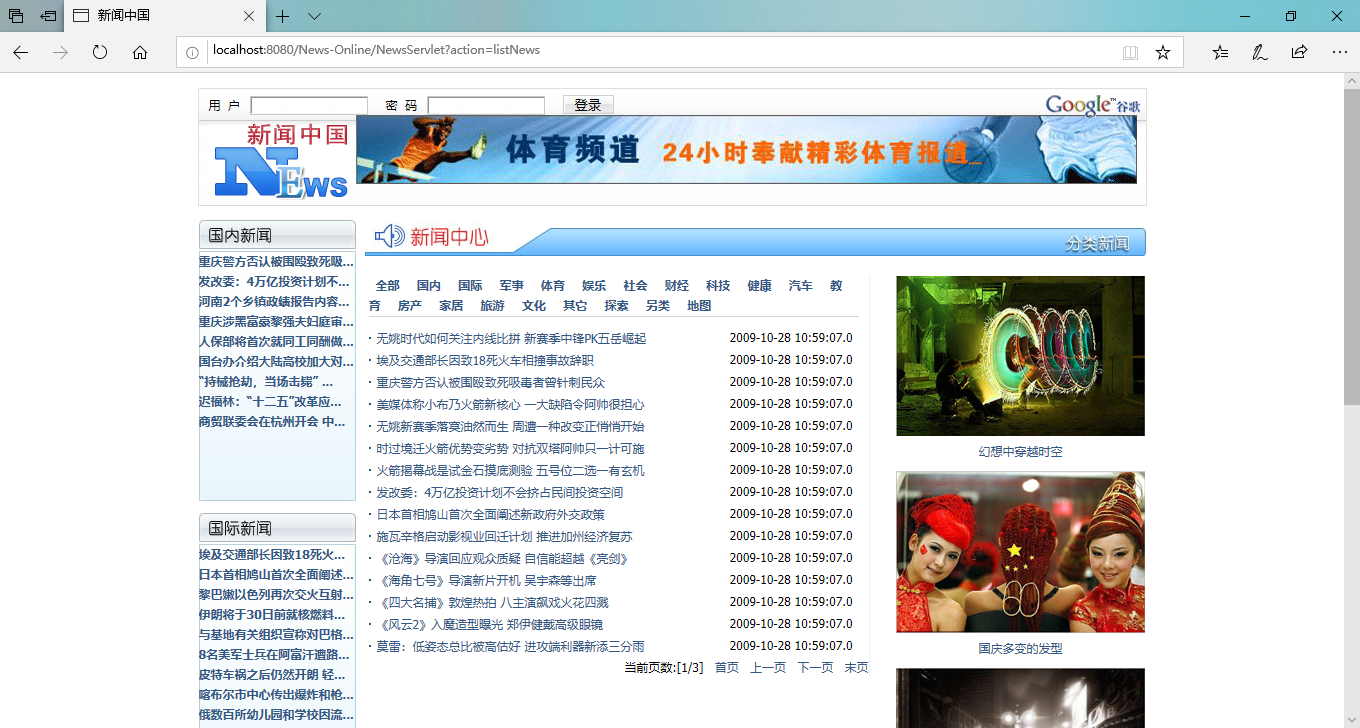 新闻中国
localhost:8080/News-Online/NewsServlet?action=listNews
用 户 密 码 登录
Google™谷歌
新闻中国
News
体育频道 24小时奉献精彩体育报道_
国内新闻
重庆警方否认被围殴致死吸...
发改委：4万亿投资计划不...
河南2个乡镇政绩报告内容...
重庆涉黑富豪黎强夫妇庭审...
人保部将首次就同工同酬做...
国台办介绍大陆高校加大对...
“持械抢劫，当场击毙” ...
迟福林：“十二五”改革应...
商贸联委会在杭州开会 中...
国际新闻
埃及交通部长因致18死火...
日本首相鸠山首次全面阐述...
黎巴嫩以色列再次交火互射...
伊朗将于30日前就核燃料...
与基地有关组织宣称对巴格...
8名美军士兵在阿富汗遭路...
皮特车祸之后仍然开朗 轻...
喀布尔市中心传出爆炸和枪...
俄数百所幼儿园和学校因流...
新闻中心
分类新闻
全部 国内 国际 军事 体育 娱乐 社会 财经 科技 健康 汽车 教
育 房产 家居 旅游 文化 其它 探索 另类 地图
· 无姚时代如何关注内线比拼 新赛季中锋PK五岳崛起 2009-10-28 10:59:07.0
· 埃及交通部长因致18死火车相撞事故辞职 2009-10-28 10:59:07.0
· 重庆警方否认被围殴致死吸毒者曾针刺民众 2009-10-28 10:59:07.0
· 美媒体称小布乃火箭新核心 一大缺陷令阿帅很担心 2009-10-28 10:59:07.0
· 无姚新赛季落寞油然而生 周遭一种改变正悄悄开始 2009-10-28 10:59:07.0
· 时过境迁火箭优势变劣势 对抗双塔阿帅只一计可施 2009-10-28 10:59:07.0
· 火箭揭幕战是试金石摸底测验 五号位二选一有玄机 2009-10-28 10:59:07.0
· 发改委：4万亿投资计划不会挤占民间投资空间 2009-10-28 10:59:07.0
· 日本首相鸠山首次全面阐述新政府外交政策 2009-10-28 10:59:07.0
· 施瓦辛格启动影视业回迁计划 推进加州经济复苏 2009-10-28 10:59:07.0
· 《沧海》导演回应观众质疑 自信能超越《亮剑》 2009-10-28 10:59:07.0
· 《海角七号》导演新片开机 吴宇森等出席 2009-10-28 10:59:07.0
· 《四大名捕》敦煌热拍 八主演飙戏火花四溅 2009-10-28 10:59:07.0
· 《风云2》入魔造型曝光 郑伊健戴高级眼镜 2009-10-28 10:59:07.0
· 莫雷：低姿态总比被高估好 进攻端利器新添三分雨 2009-10-28 10:59:07.0
当前页数:[1/3] 首页 上一页 下一页 末页
幻想中穿越时空
国庆多变的发型